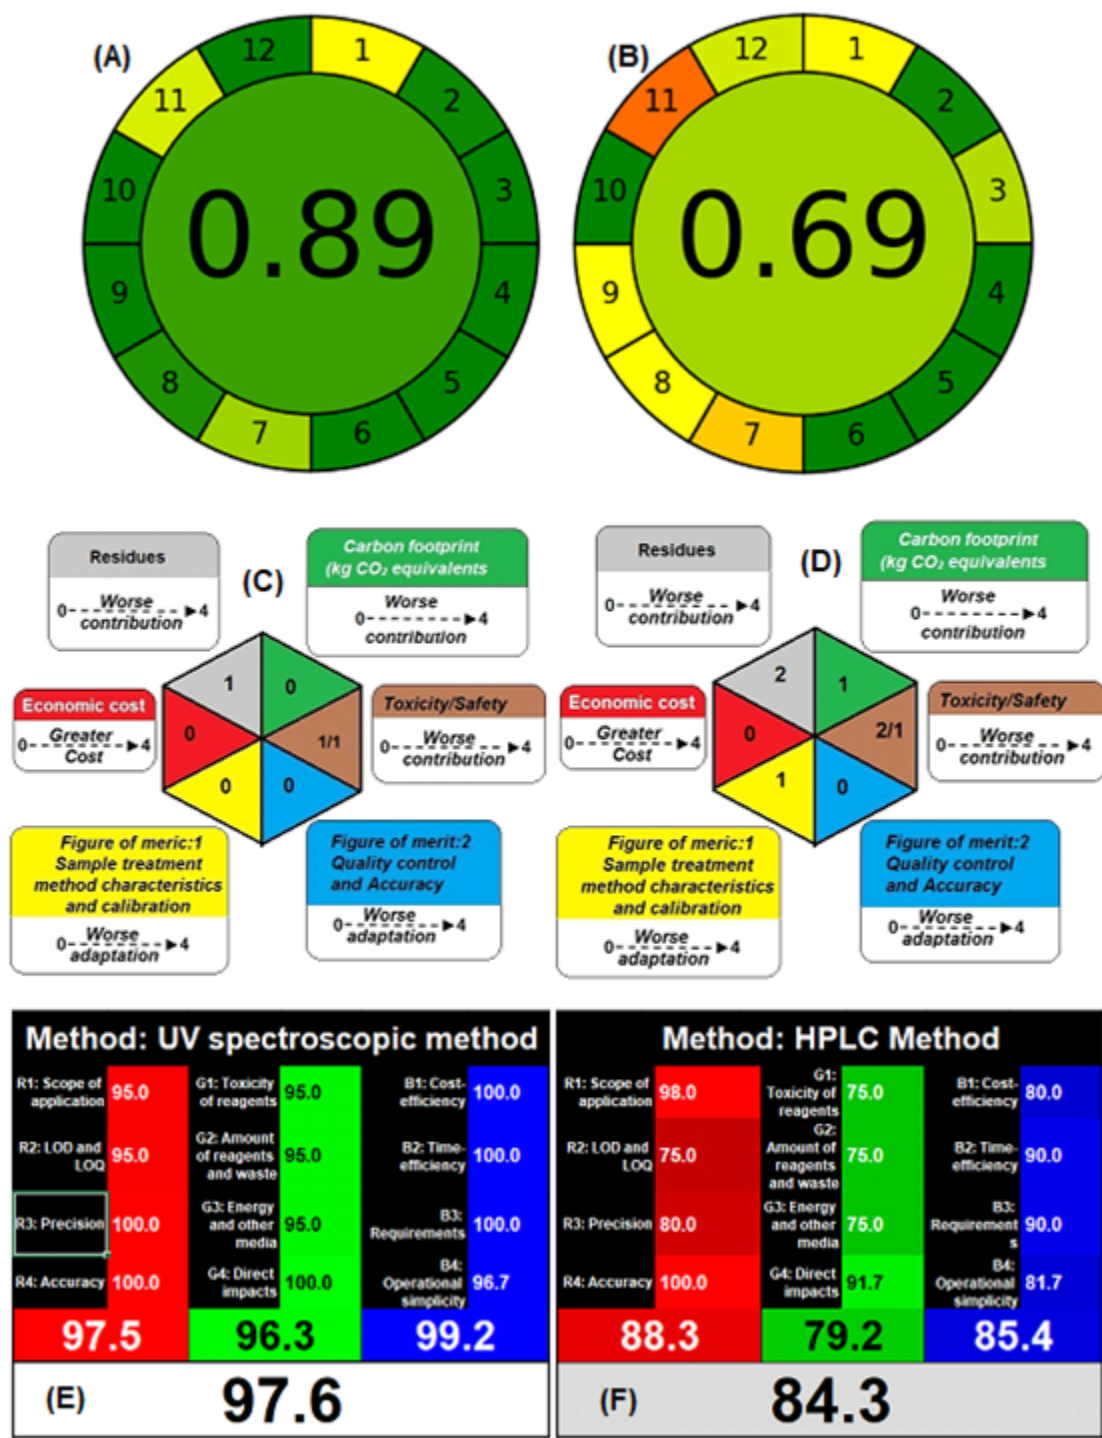 (A)
12
1
11
2
10
3
0.89
9
4
8
5
7
6
(B)
12
1
11
2
10
3
0.69
9
4
8
5
7
6
(C)
Residues
0 Worse 4
contribution
Carbon footprint
(kg CO₂ equivalents
Worse
0 4
contribution
Economic cost
0 Greater 4
Cost
Toxicity/Safety
0 Worse 4
contribution
1
0
0
1/1
0
0
Figure of meric:1
Sample treatment
method characteristics
and calibration
0 Worse 4
adaptation
Figure of merit:2
Quality control
and Accuracy
0 Worse 4
adaptation
(D)
Residues
0 Worse 4
contribution
Carbon footprint
(kg CO₂ equivalents
Worse
0 4
contribution
Economic cost
0 Greater 4
Cost
Toxicity/Safety
0 Worse 4
contribution
2
1
0
2/1
1
0
Figure of meric:1
Sample treatment
method characteristics
and calibration
0 Worse 4
adaptation
Figure of merit:2
Quality control
and Accuracy
0 Worse 4
adaptation
Method: UV spectroscopic method
R1: Scope of
application
95.0
G1: Toxicity
of reagents
95.0
B1: Cost-
efficiency
100.0
R2: LOD and
LOQ
95.0
G2: Amount
of reagents
and waste
95.0
B2: Time-
efficiency
100.0
R3: Precision
100.0
G3: Energy
and other
media
95.0
B3:
Requirements
100.0
R4: Accuracy
100.0
G4: Direct
impacts
100.0
B4:
Operational
simplicity
96.7
97.5
96.3
99.2
(E)
97.6
Method: HPLC Method
R1: Scope of
application
98.0
G1:
Toxicity of
reagents
75.0
B1: Cost-
efficiency
80.0
R2: LOD and
LOQ
75.0
G2:
Amount of
reagents
and waste
75.0
B2: Time-
efficiency
90.0
R3: Precision
80.0
G3: Energy
and other
media
75.0
B3:
Requirement
s
90.0
R4: Accuracy
100.0
G4: Direct
impacts
91.7
B4:
Operational
simplicity
81.7
88.3
79.2
85.4
(F)
84.3